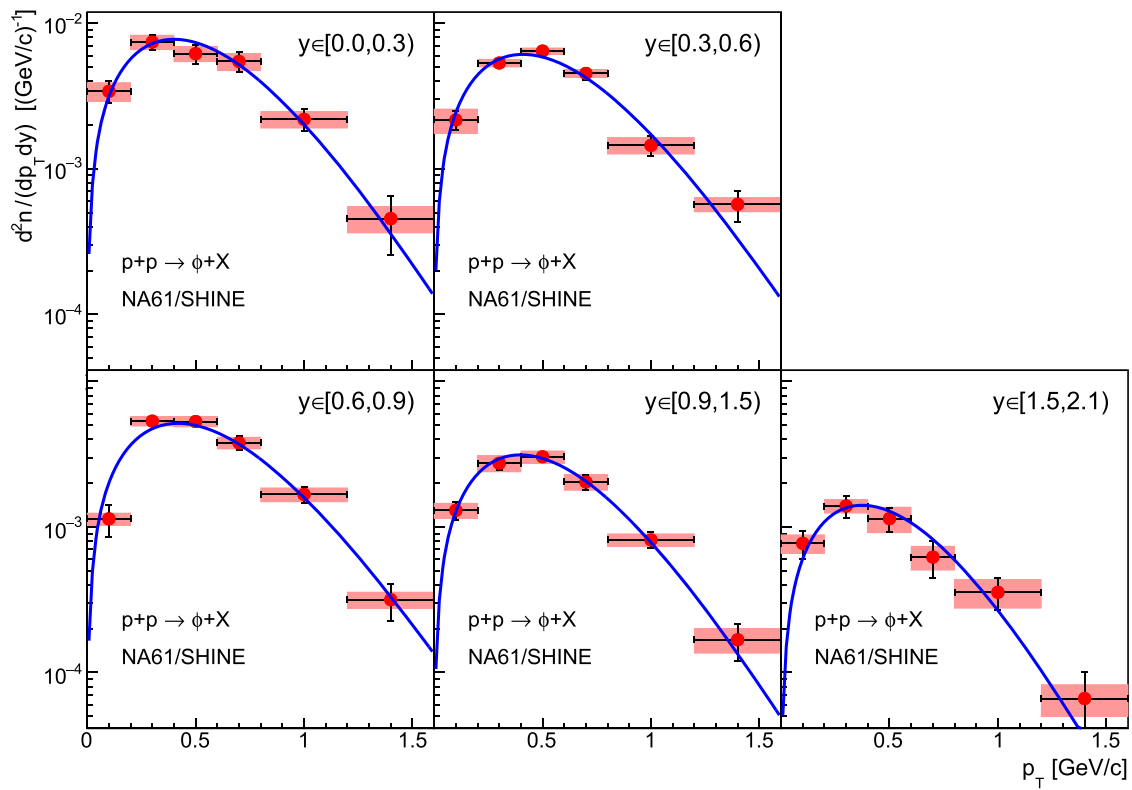 d²n/(dp_T dy) [(GeV/c)⁻¹]
10⁻²
10⁻³
10⁻⁴
y∈[0.0,0.3)
p+p → ϕ+X
NA61/SHINE
y∈[0.3,0.6)
p+p → ϕ+X
NA61/SHINE
10⁻³
10⁻⁴
y∈[0.6,0.9)
p+p → ϕ+X
NA61/SHINE
y∈[0.9,1.5)
p+p → ϕ+X
NA61/SHINE
y∈[1.5,2.1)
p+p → ϕ+X
NA61/SHINE
0 0.5 1 1.5 0.5 1 1.5 0.5 1 1.5
p_T [GeV/c]